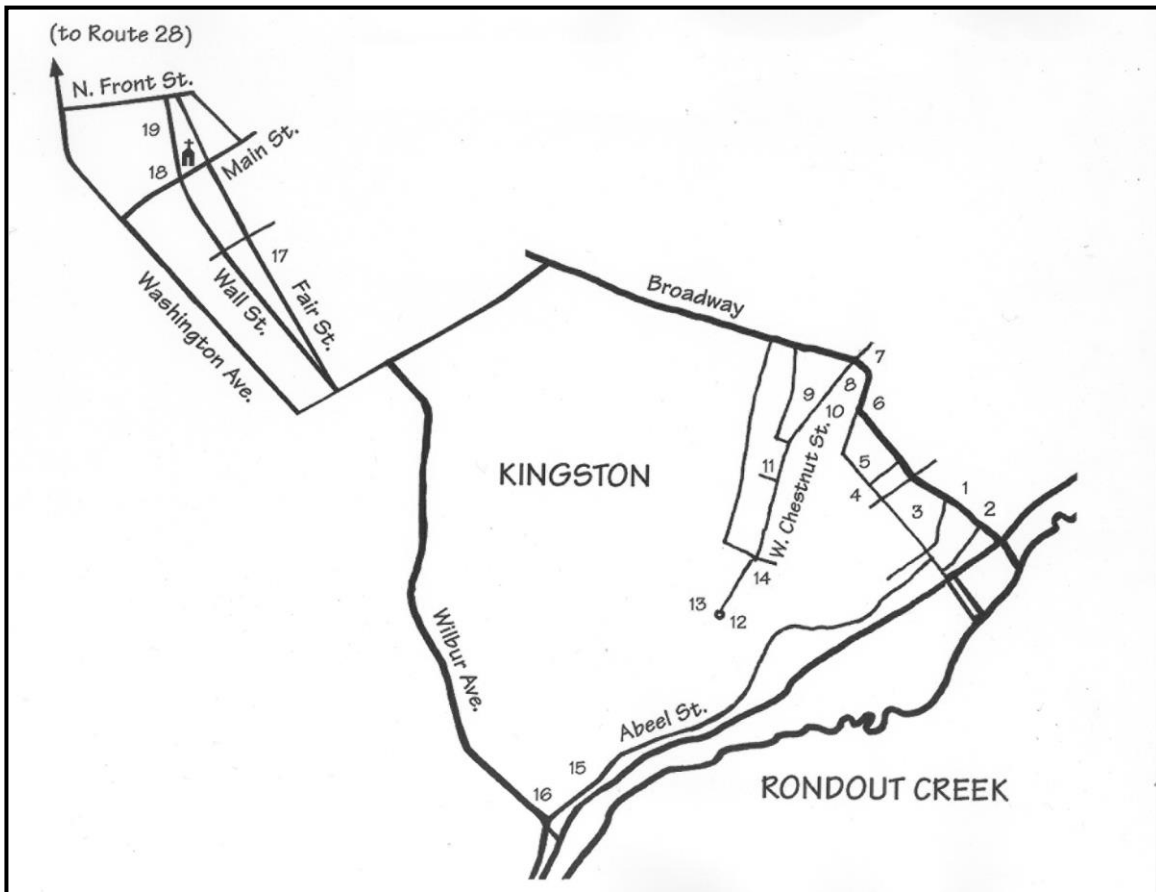 (to Route 28)
N. Front St.
19
18
Main St.
17
Wall St.
Fair St.
Washington Ave.
Broadway
7
8
9
10
6
KINGSTON
11
W. Chestnut St.
5
4
3
1
2
14
13
12
Wilbur Ave.
Abeel St.
15
16
RONDOUT CREEK